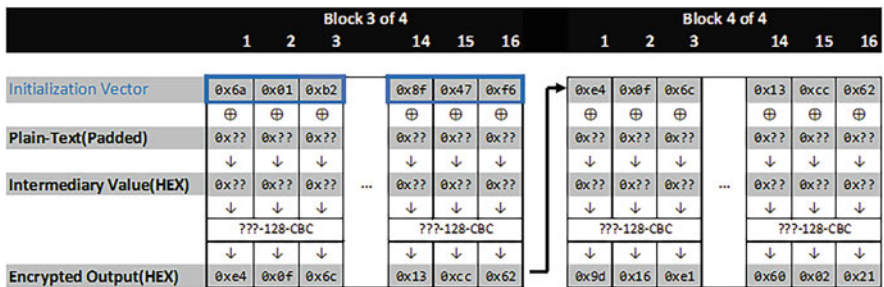 Block 3 of 4 Block 4 of 4
1 2 3 14 15 16 1 2 3 14 15 16
Initialization Vector 0x6a 0x01 0xb2 0x8f 0x47 0xf6 0xe4 0x0f 0x6c 0x13 0xcc 0x62
⊕ ⊕ ⊕ ⊕ ⊕ ⊕ ⊕ ⊕ ⊕ ⊕ ⊕ ⊕
Plain-Text(Padded) 0x?? 0x?? 0x?? 0x?? 0x?? 0x?? 0x?? 0x?? 0x?? 0x?? 0x?? 0x??
↓ ↓ ↓ ↓ ↓ ↓ ↓ ↓ ↓ ↓ ↓ ↓
Intermediary Value(HEX) 0x?? 0x?? 0x?? ... 0x?? 0x?? 0x?? 0x?? 0x?? 0x?? ... 0x?? 0x?? 0x??
↓ ↓ ↓ ↓ ↓ ↓ ↓ ↓ ↓ ↓ ↓ ↓
???-128-CBC ???-128-CBC ???-128-CBC ???-128-CBC
↓ ↓ ↓ ↓ ↓ ↓ ↓ ↓ ↓ ↓ ↓ ↓
Encrypted Output(HEX) 0xe4 0x0f 0x6c 0x13 0xcc 0x62 0x9d 0x16 0xe1 0x60 0x02 0x21